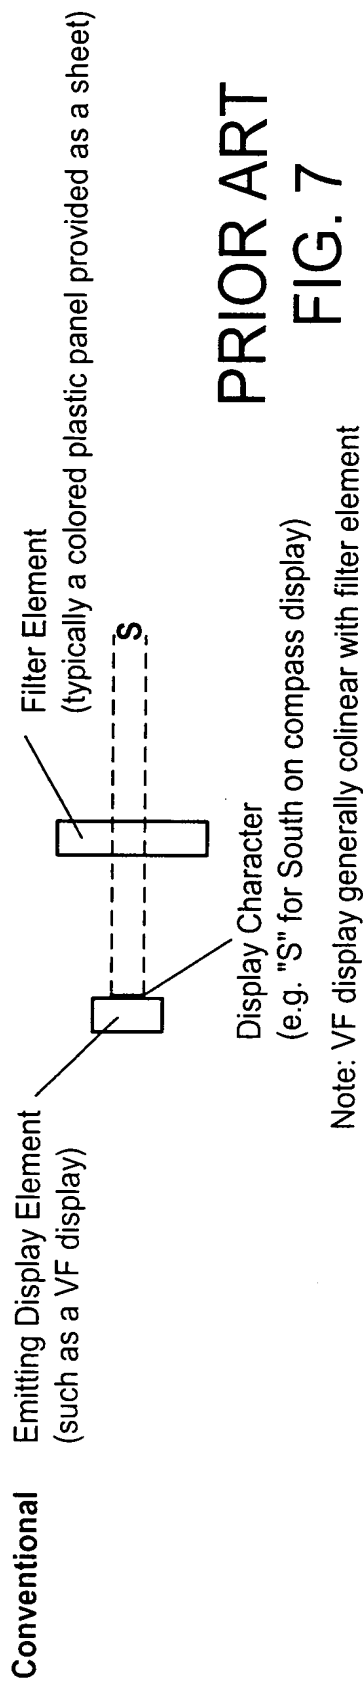 Conventional
Emitting Display Element
(such as a VF display)
Filter Element
(typically a colored plastic panel provided as a sheet)
S
Display Character
(e.g. "S" for South on compass display)
Note: VF display generally colinear with filter element
PRIOR ART
FIG. 7